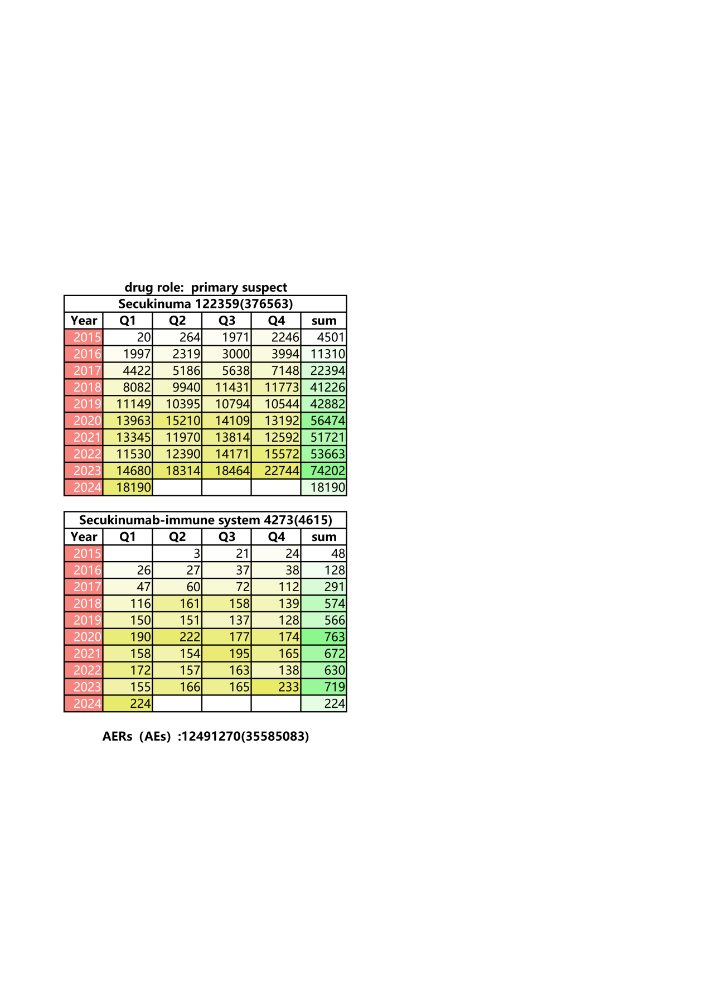 drug role:  primary suspect
Secukinuma 122359(376563)
Year Q1 Q2 Q3 Q4 sum
2015 20 264 1971 2246 4501
2016 1997 2319 3000 3994 11310
2017 4422 5186 5638 7148 22394
2018 8082 9940 11431 11773 41226
2019 11149 10395 10794 10544 42882
2020 13963 15210 14109 13192 56474
2021 13345 11970 13814 12592 51721
2022 11530 12390 14171 15572 53663
2023 14680 18314 18464 22744 74202
2024 18190 18190
Secukinumab-immune system 4273(4615)
Year Q1 Q2 Q3 Q4 sum
2015 3 21 24 48
2016 26 27 37 38 128
2017 47 60 72 112 291
2018 116 161 158 139 574
2019 150 151 137 128 566
2020 190 222 177 174 763
2021 158 154 195 165 672
2022 172 157 163 138 630
2023 155 166 165 233 719
2024 224 224
AERs（AEs）:12491270(35585083)